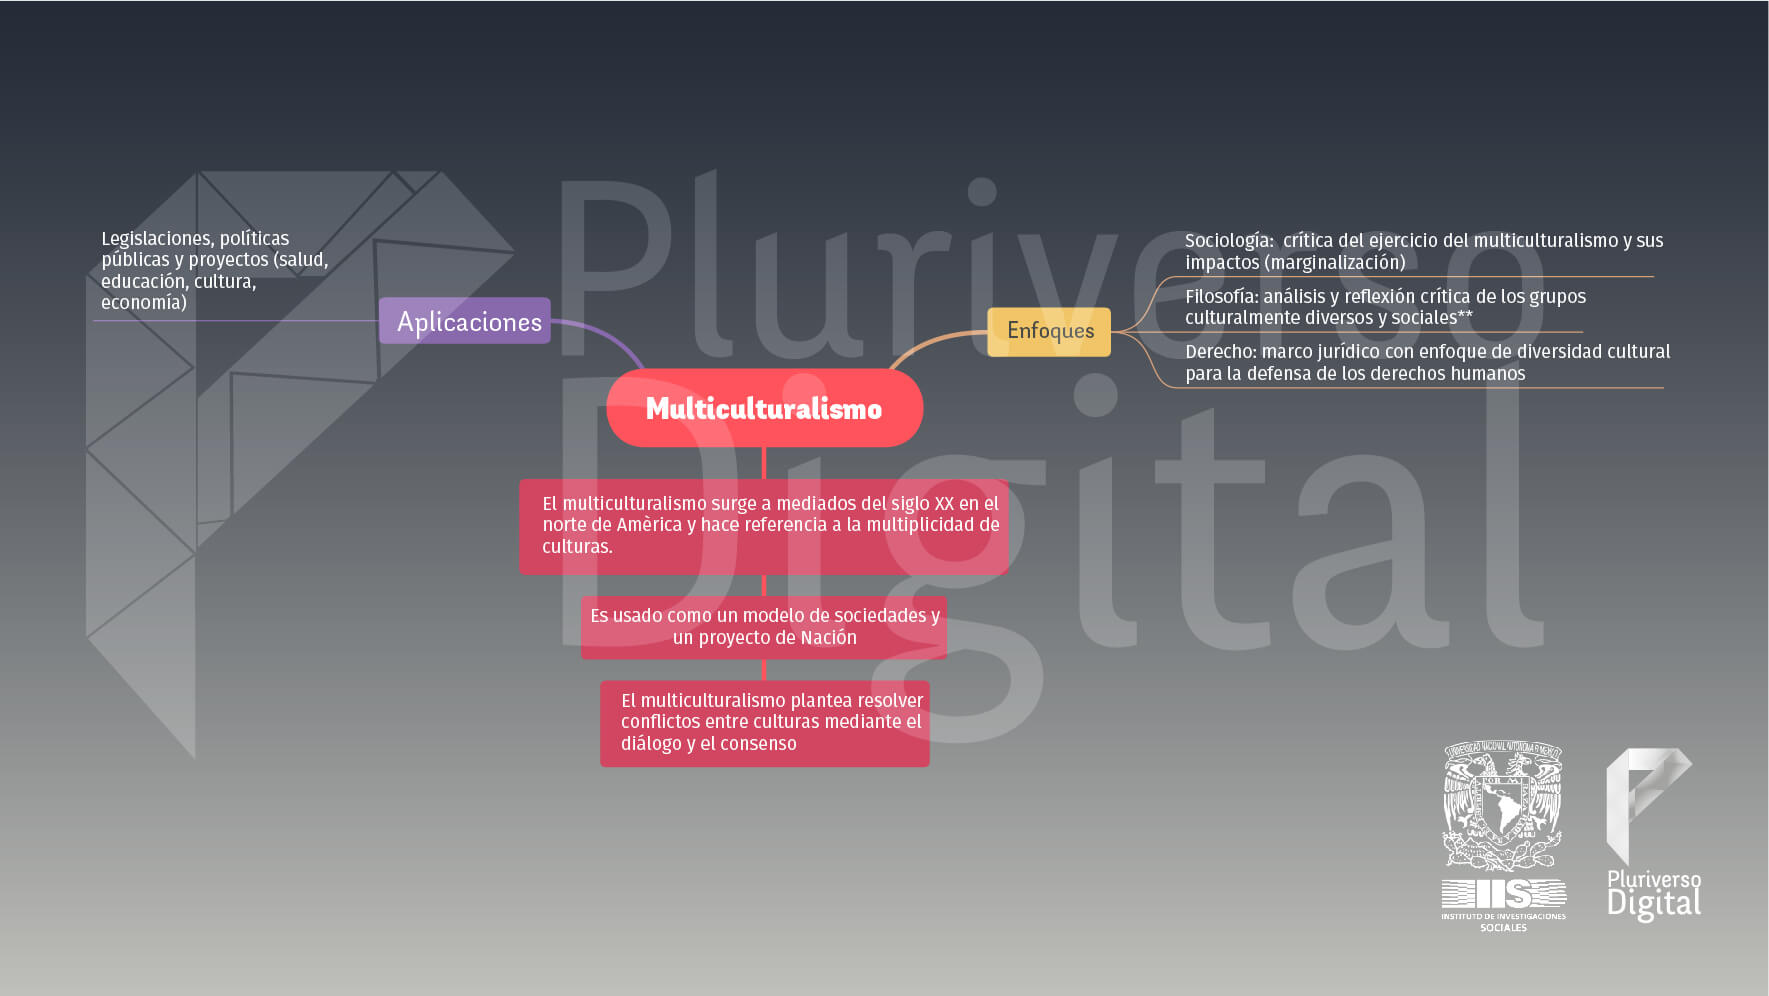 Pluriverso
Digital
Legislaciones, políticas
públicas y proyectos (salud,
educación, cultura,
economía)
Aplicaciones
Enfoques
Sociología:  crítica del ejercicio del multiculturalismo y sus
impactos (marginalización)
Filosofía: análisis y reflexión crítica de los grupos
culturalmente diversos y sociales**
Derecho: marco jurídico con enfoque de diversidad cultural
para la defensa de los derechos humanos
Multiculturalismo
El multiculturalismo surge a mediados del siglo XX en el
norte de Amèrica y hace referencia a la multiplicidad de
culturas.
Es usado como un modelo de sociedades y
un proyecto de Nación
El multiculturalismo plantea resolver
conflictos entre culturas mediante el
diálogo y el consenso
UNIVERSIDAD NACIONAL AUTONOMA
POR MI RAZA
IIS
INSTITUTO DE INVESTIGACIONES
SOCIALES
Pluriverso
Digital